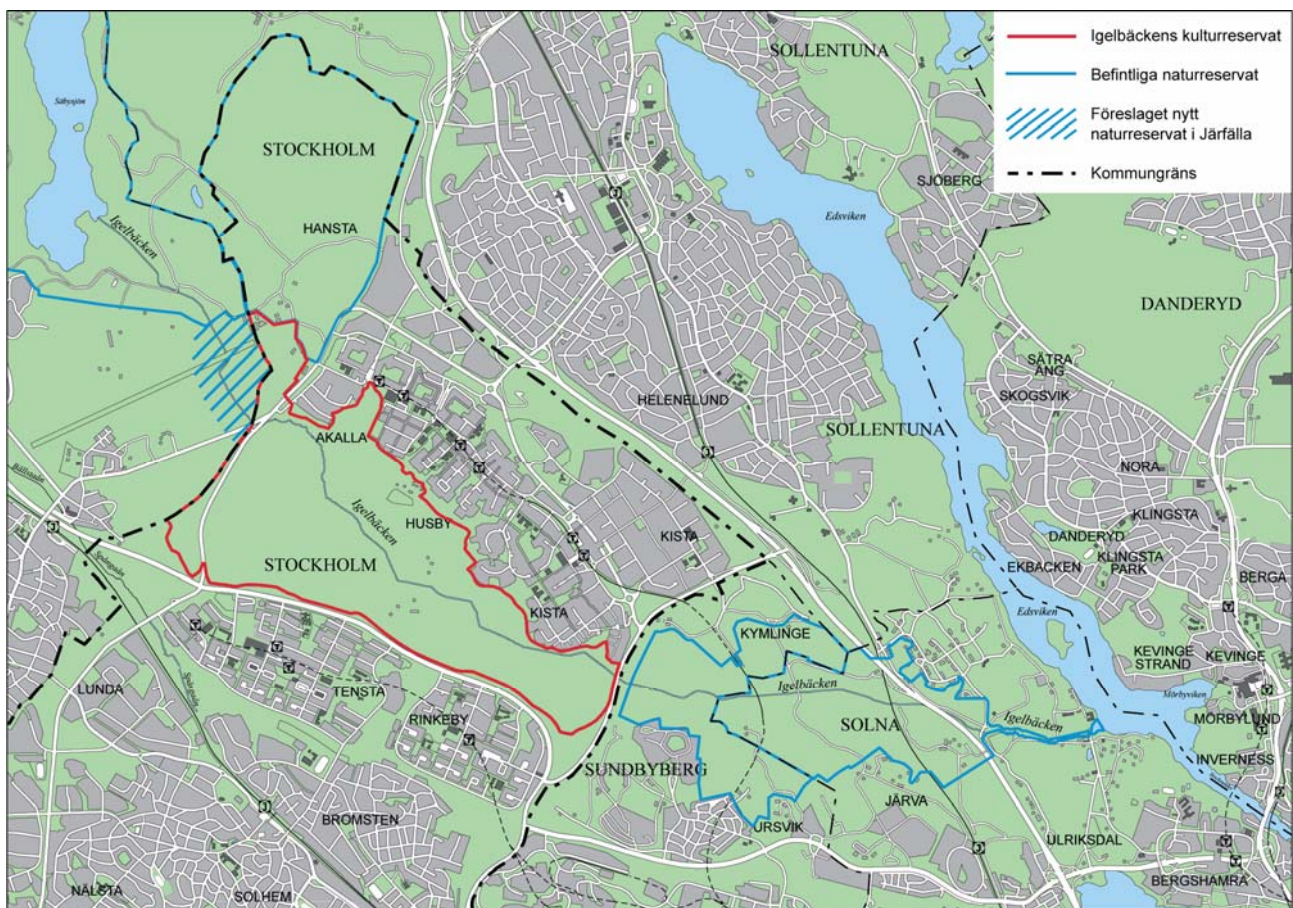 Igelbäckens kulturreservat
Befintliga naturreservat
Föreslaget nytt
naturreservat i Järfälla
Kommungräns
SOLLENTUNA
Säbysjön
STOCKHOLM
SJÖBERG
Edsviken
Igelbäcken
HANSTA
DANDERYD
SÄTRA
ÄNG
SKOGSVIK
HELENELUND
SOLLENTUNA
AKALLA
NORA
Igelbäcken
KLINGSTA
HUSBY
KISTA
DANDERYD
KLINGSTA
PARK
EKBACKEN
STOCKHOLM
BERGA
KISTA
Edsviken
KYMLINGE
KEVINGE
STRAND
KEVINGE
LUNDA
TENSTA
Igelbäcken
Mörbyviken
RINKEBY
SOLNA
Igelbäcken
MÖRBYLUND
INVERNESS
SUNDBYBERG
JÄRVA
BROMSTEN
URSVIK
ULRIKSDAL
NÄLSTA
SOLHEM
BERGSHAMRA